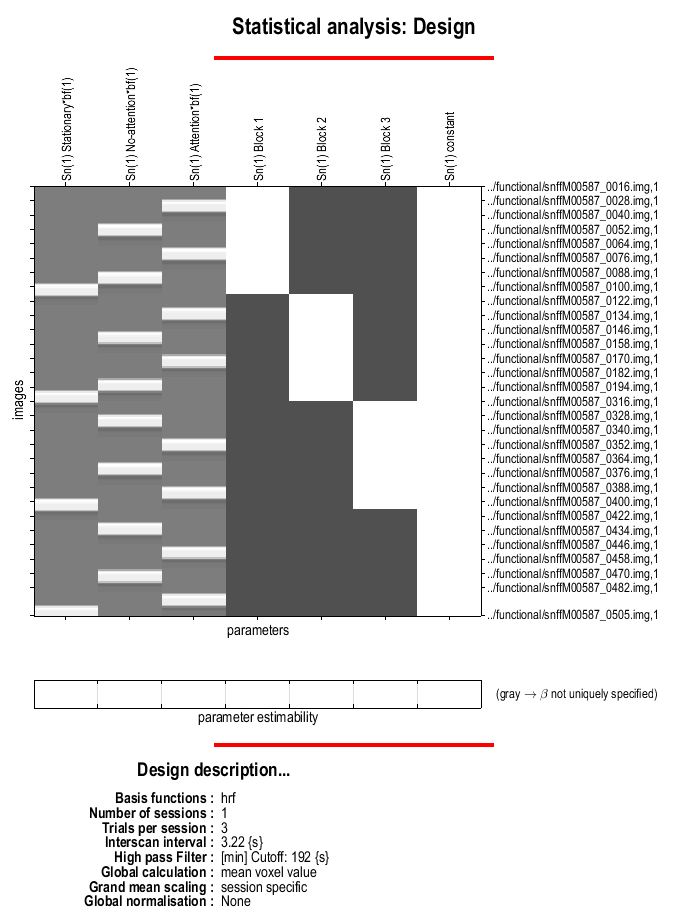 Statistical analysis: Design
Sn(1) Stationary*bf(1)
Sn(1) No-attention*bf(1)
Sn(1) Attention*bf(1)
Sn(1) Block 1
Sn(1) Block 2
Sn(1) Block 3
Sn(1) constant
images
../functional/snffM00587_0016.img,1
../functional/snffM00587_0028.img,1
../functional/snffM00587_0040.img,1
../functional/snffM00587_0052.img,1
../functional/snffM00587_0064.img,1
../functional/snffM00587_0076.img,1
../functional/snffM00587_0088.img,1
../functional/snffM00587_0100.img,1
../functional/snffM00587_0122.img,1
../functional/snffM00587_0134.img,1
../functional/snffM00587_0146.img,1
../functional/snffM00587_0158.img,1
../functional/snffM00587_0170.img,1
../functional/snffM00587_0182.img,1
../functional/snffM00587_0194.img,1
../functional/snffM00587_0316.img,1
../functional/snffM00587_0328.img,1
../functional/snffM00587_0340.img,1
../functional/snffM00587_0352.img,1
../functional/snffM00587_0364.img,1
../functional/snffM00587_0376.img,1
../functional/snffM00587_0388.img,1
../functional/snffM00587_0400.img,1
../functional/snffM00587_0422.img,1
../functional/snffM00587_0434.img,1
../functional/snffM00587_0446.img,1
../functional/snffM00587_0458.img,1
../functional/snffM00587_0470.img,1
../functional/snffM00587_0482.img,1
../functional/snffM00587_0505.img,1
parameters
(gray → β not uniquely specified)
parameter estimability
Design description...
Basis functions : hrf
Number of sessions : 1
Trials per session : 3
Interscan interval : 3.22 {s}
High pass Filter : [min] Cutoff: 192 {s}
Global calculation : mean voxel value
Grand mean scaling : session specific
Global normalisation : None